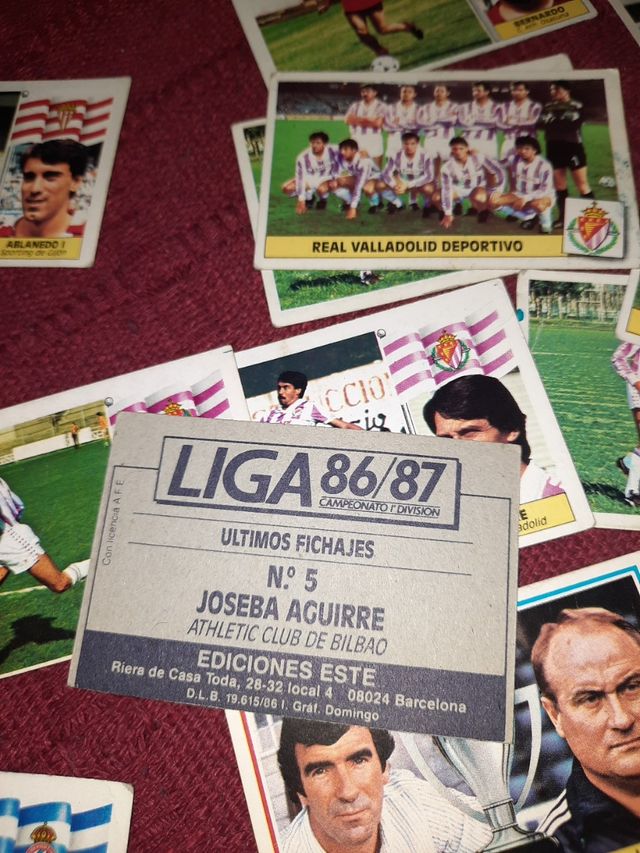 BERNARDO
ABLANEDO I
Sporting de Gijón
REAL VALLADOLID DEPORTIVO
Con licencia A.F.E.
LIGA 86/87
CAMPEONATO 1ª DIVISION
ULTIMOS FICHAJES
N.º 5
JOSEBA AGUIRRE
ATHLETIC CLUB DE BILBAO
EDICIONES ESTE
Riera de Casa Toda, 28-32 local 4 08024 Barcelona
D.L.B. 19.615/86 I. Gráf. Domingo